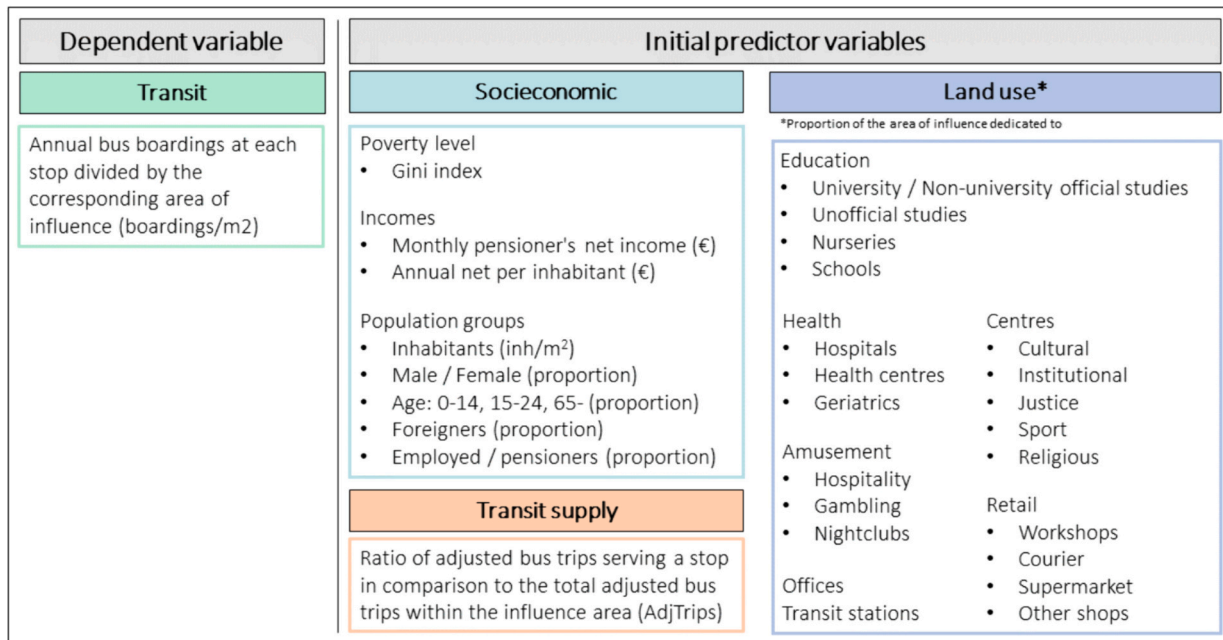 Dependent variable
Transit
Annual bus boardings at each
stop divided by the
corresponding area of
influence (boardings/m2)
Initial predictor variables
Socieconomic
Poverty level
• Gini index
Incomes
• Monthly pensioner's net income (€)
• Annual net per inhabitant (€)
Population groups
• Inhabitants (inh/m²)
• Male / Female (proportion)
• Age: 0-14, 15-24, 65- (proportion)
• Foreigners (proportion)
• Employed / pensioners (proportion)
Transit supply
Ratio of adjusted bus trips serving a stop
in comparison to the total adjusted bus
trips within the influence area (AdjTrips)
Land use*
*Proportion of the area of influence dedicated to
Education
• University / Non-university official studies
• Unofficial studies
• Nurseries
• Schools
Health
• Hospitals
• Health centres
• Geriatrics
Amusement
• Hospitality
• Gambling
• Nightclubs
Offices
Transit stations
Centres
• Cultural
• Institutional
• Justice
• Sport
• Religious
Retail
• Workshops
• Courier
• Supermarket
• Other shops